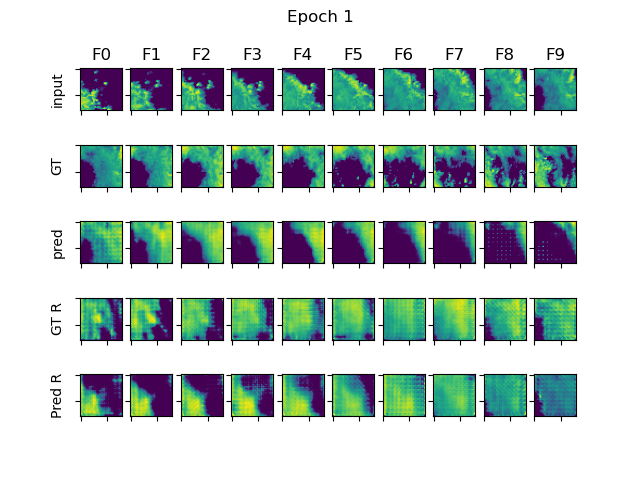 Epoch 1
F0 F1 F2 F3 F4 F5 F6 F7 F8 F9
input
GT
pred
GT R
Pred R